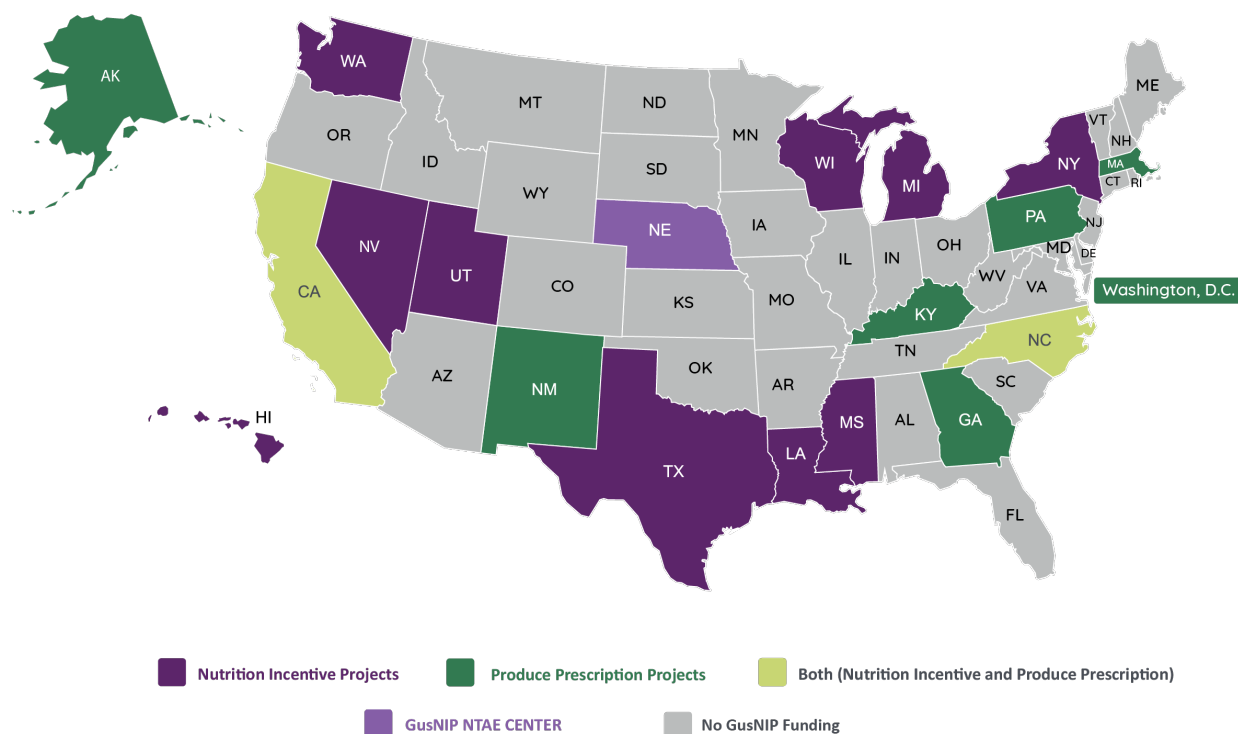 AK
WA
MT
ND
MN
ME
VT
NH
OR
ID
SD
WI
MI
NY
MA
CT
RI
WY
IA
NE
PA
NJ
NV
UT
CO
IL
IN
OH
MD
DE
WV
VA
Washington, D.C.
CA
KS
MO
KY
NC
AZ
NM
OK
TN
AR
SC
HI
TX
LA
MS
AL
GA
FL
Nutrition Incentive Projects
Produce Prescription Projects
Both (Nutrition Incentive and Produce Prescription)
GusNIP NTAE CENTER
No GusNIP Funding